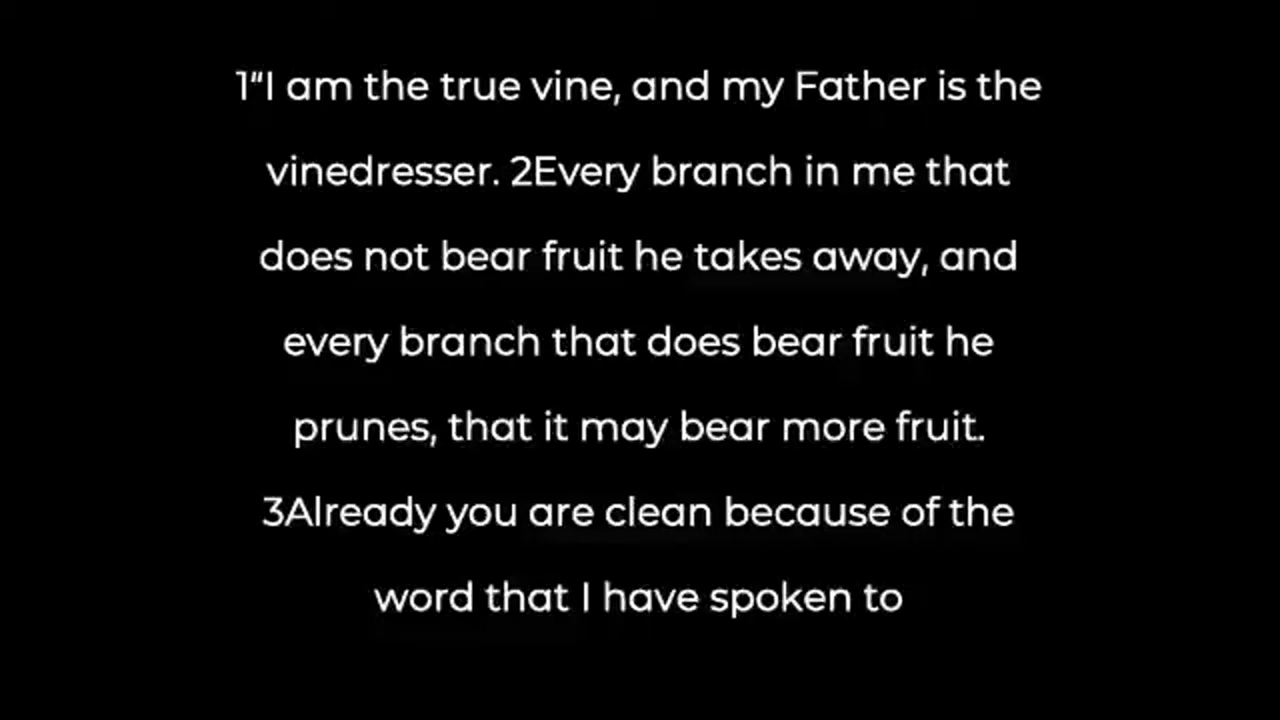 1"I am the true vine, and my Father is the
vinedresser. 2Every branch in me that
does not bear fruit he takes away, and
every branch that does bear fruit he
prunes, that it may bear more fruit.
3Already you are clean because of the
word that I have spoken to